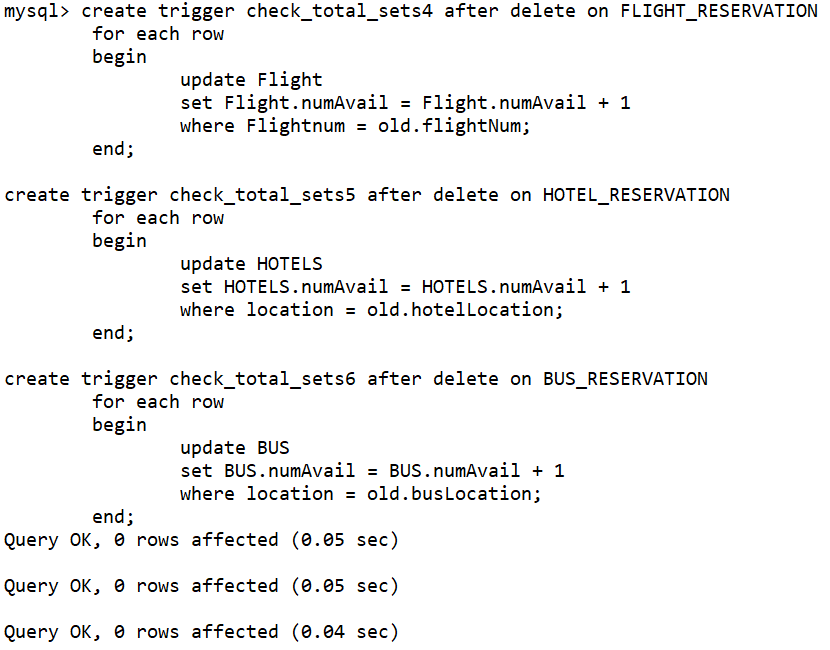 mysql> create trigger check_total_sets4 after delete on FLIGHT_RESERVATION
        for each row
        begin
                update Flight
                set Flight.numAvail = Flight.numAvail + 1
                where Flightnum = old.flightNum;
        end;

create trigger check_total_sets5 after delete on HOTEL_RESERVATION
        for each row
        begin
                update HOTELS
                set HOTELS.numAvail = HOTELS.numAvail + 1
                where location = old.hotelLocation;
        end;

create trigger check_total_sets6 after delete on BUS_RESERVATION
        for each row
        begin
                update BUS
                set BUS.numAvail = BUS.numAvail + 1
                where location = old.busLocation;
        end;
Query OK, 0 rows affected (0.05 sec)

Query OK, 0 rows affected (0.05 sec)

Query OK, 0 rows affected (0.04 sec)